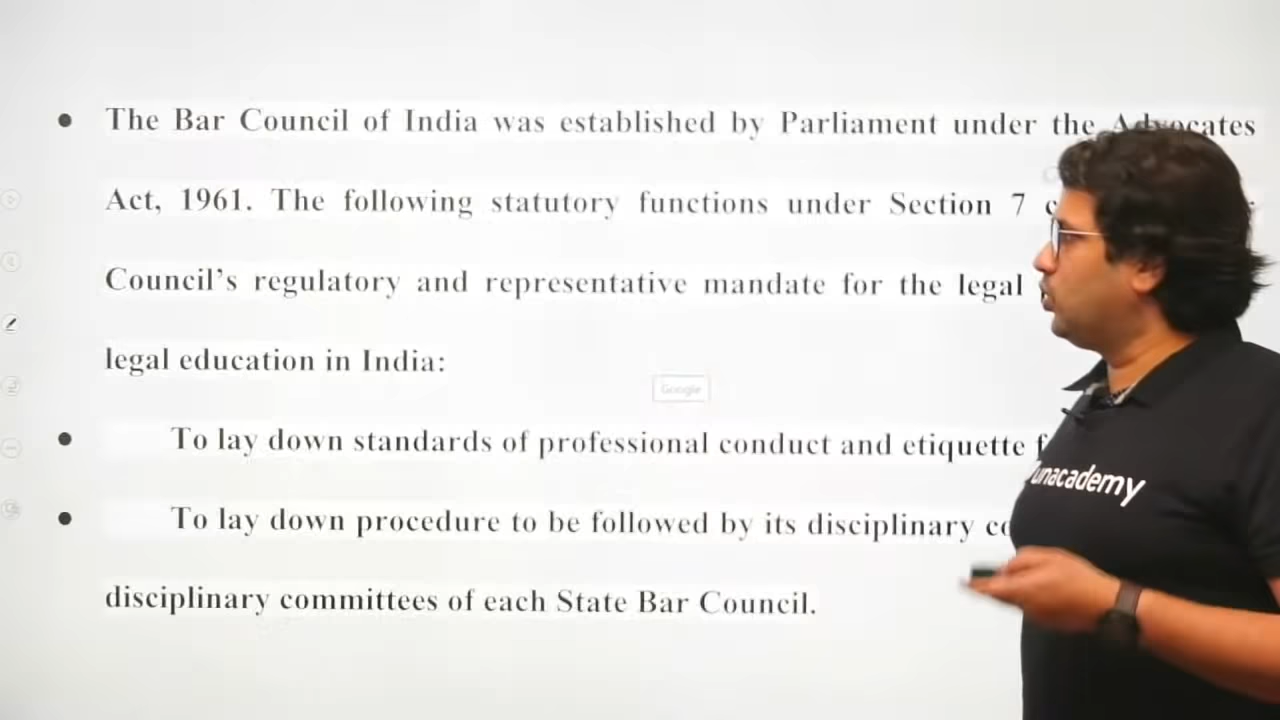 • The Bar Council of India was established by Parliament under the Advocates
Act, 1961. The following statutory functions under Section 7
Council's regulatory and representative mandate for the legal
legal education in India:
Google
• To lay down standards of professional conduct and etiquette
• To lay down procedure to be followed by its disciplinary
unacademy
disciplinary committees of each State Bar Council.